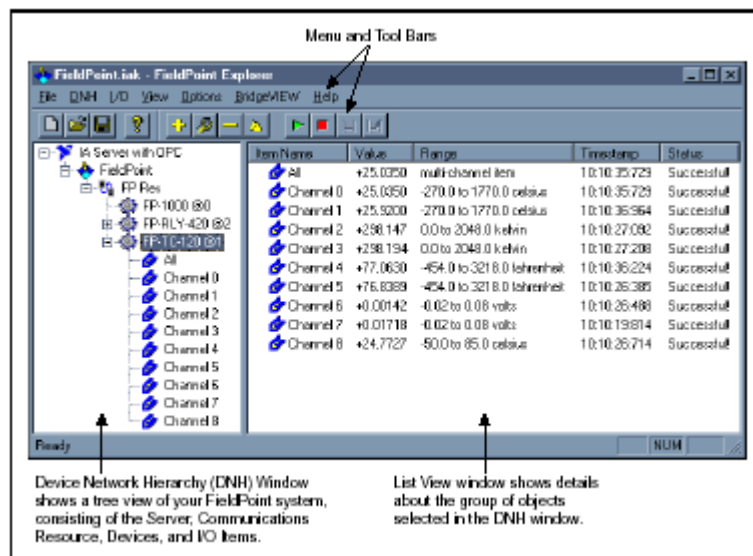 Menu and Tool Bars
FieldPoint.iak - FieldPoint Explorer
File DNH I/O View Options BridgeVIEW Help
IA Server with OPC
FieldPoint
FP Res
FP-1000 @0
FP-RLY-420 @2
FP-TC-120 @1
All
Channel 0
Channel 1
Channel 2
Channel 3
Channel 4
Channel 5
Channel 6
Channel 7
Channel 8
Item Name Value Range Timestamp Status
All +25.0350 multi-channel item 10:10:35:729 Successful!
Channel 0 +25.0350 -270.0 to 1770.0 celsius 10:10:35:729 Successful!
Channel 1 +25.9200 -270.0 to 1770.0 celsius 10:10:36:964 Successful!
Channel 2 +298.147 0.0 to 2048.0 kelvin 10:10:27:092 Successful!
Channel 3 +298.194 0.0 to 2048.0 kelvin 10:10:27:208 Successful!
Channel 4 +77.0630 -454.0 to 3218.0 fahrenheit 10:10:36:224 Successful!
Channel 5 +76.8389 -454.0 to 3218.0 fahrenheit 10:10:26:385 Successful!
Channel 6 +0.00142 -0.02 to 0.08 volts 10:10:26:488 Successful!
Channel 7 +0.01718 -0.02 to 0.08 volts 10:10:19:814 Successful!
Channel 8 +24.7727 -50.0 to 85.0 celsius 10:10:26:714 Successful!
Ready NUM
Device Network Hierarchy (DNH) Window
shows a tree view of your FieldPoint system,
consisting of the Server, Communications
Resource, Devices, and I/O Items.
List View window shows details
about the group of objects
selected in the DNH window.